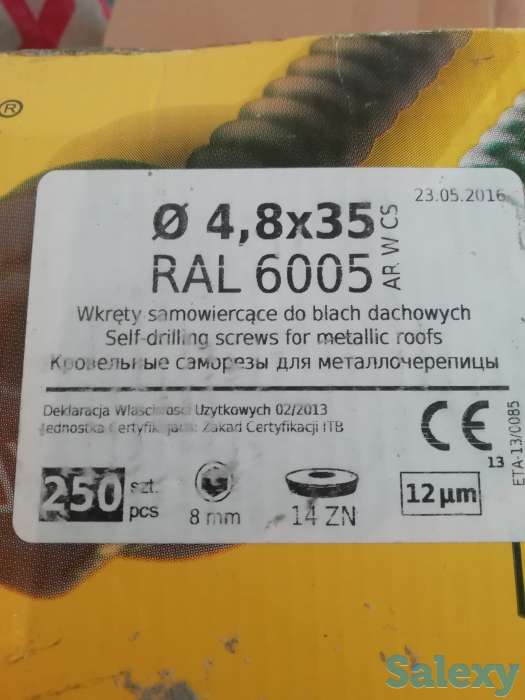 ®
23.05.2016
Ø 4,8x35
RAL 6005
AR W CS
Wkręty samowiercące do blach dachowych
Self-drilling screws for metallic roofs
Кровельные саморезы для металлочерепицы
Deklaracja Właściwości Użytkowych 02/2013
Jednostka Certyfikująca: Zakład Certyfikacji ITB
CE
13
ETA-13/0085
250 szt.
pcs
8 mm
14 ZN
12 µm
Salexy